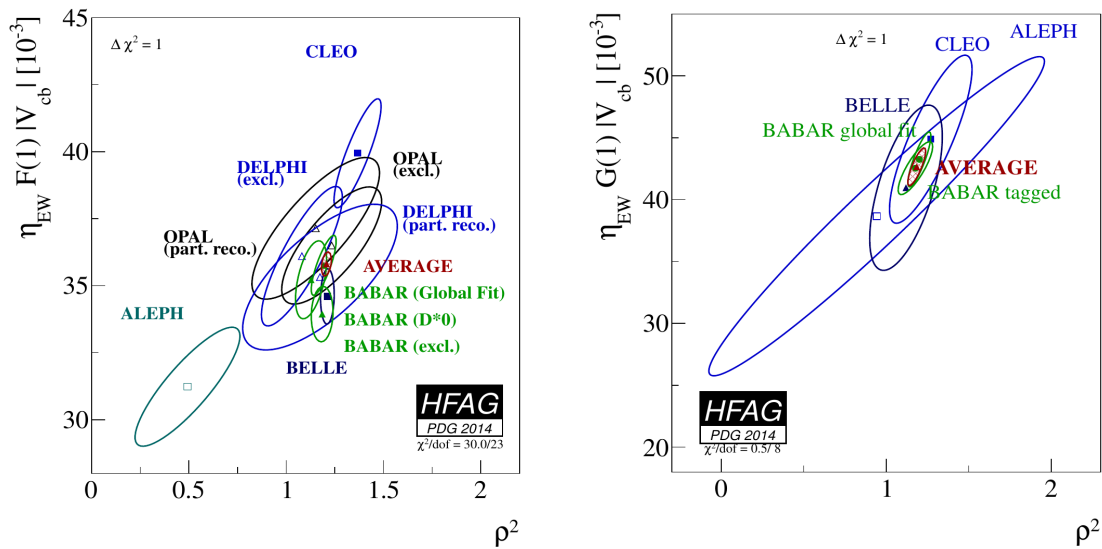 45
40
35
30
0
0.5
1
1.5
2
η_EW F(1) |V_cb| [10^-3]
ρ²
Δ χ² = 1
CLEO
DELPHI
(excl.)
OPAL
(excl.)
DELPHI
(part. reco.)
OPAL
(part. reco.)
AVERAGE
BABAR (Global Fit)
BABAR (D*0)
BABAR (excl.)
ALEPH
BELLE
HFAG
PDG 2014
χ²/dof = 30.0/23
50
40
30
20
0
1
2
η_EW G(1) |V_cb| [10^-3]
ρ²
Δ χ² = 1
ALEPH
CLEO
BELLE
BABAR global fit
AVERAGE
BABAR tagged
HFAG
PDG 2014
χ²/dof = 0.5/ 8